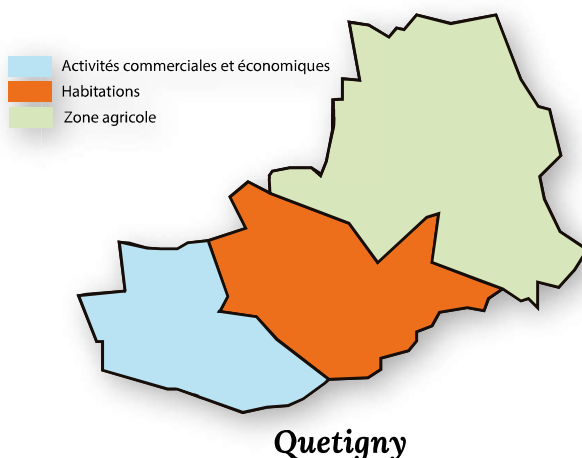 Activités commerciales et économiques
Habitations
Zone agricole
Quetigny